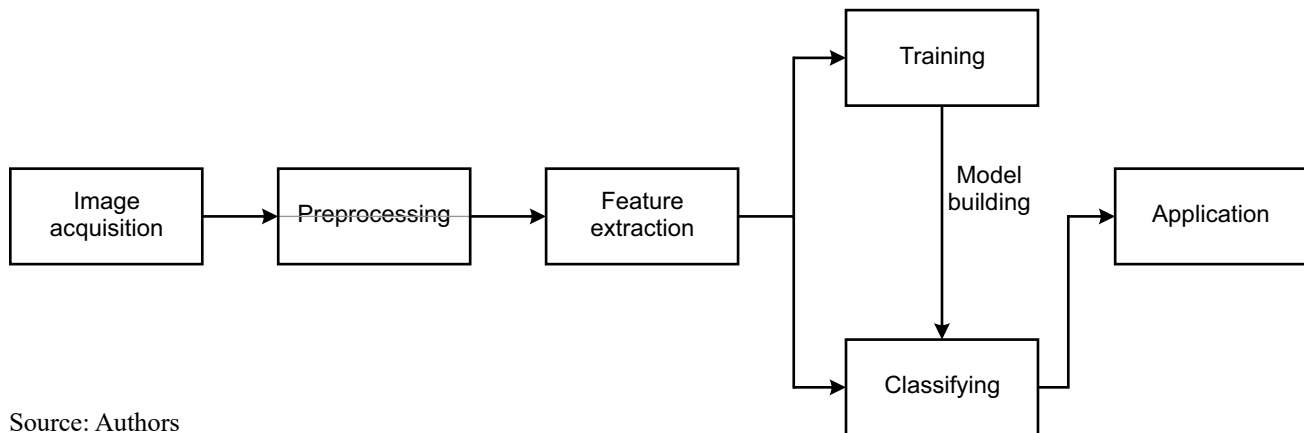 Image
acquisition
Preprocessing
Feature
extraction
Training
Model
building
Classifying
Application
Source: Authors